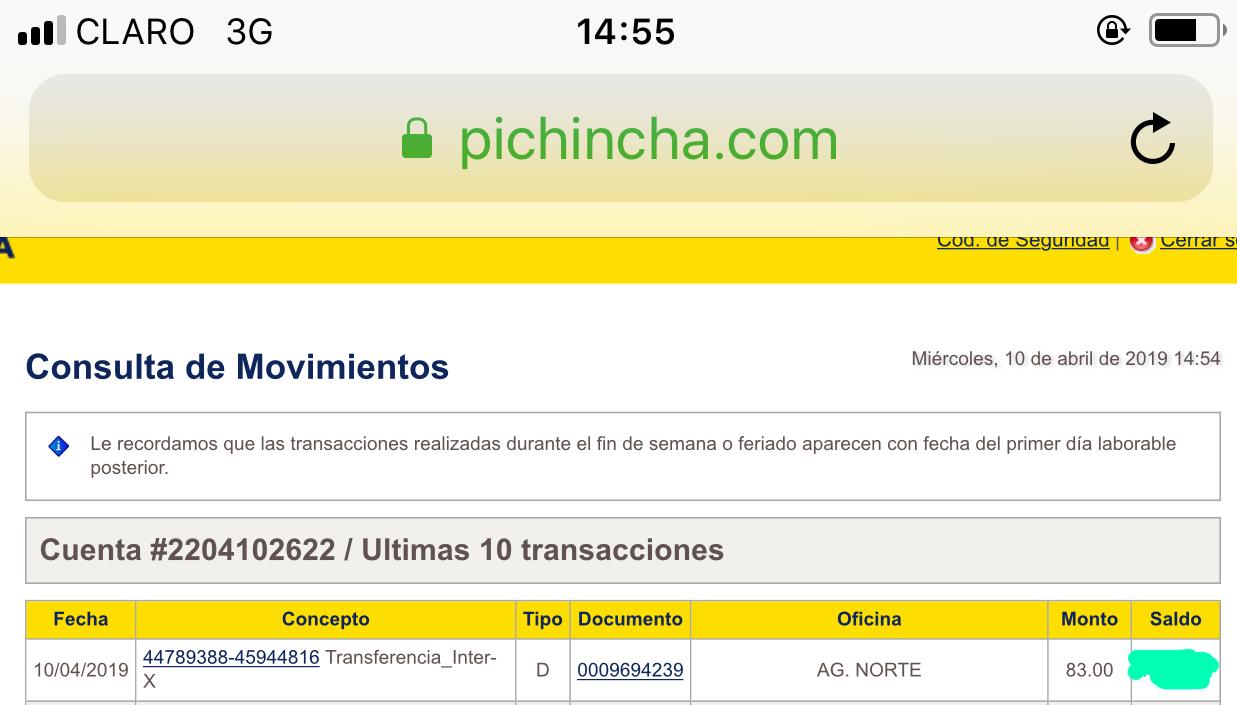 CLARO 3G 14:55
pichincha.com
A Cod. de Seguridad | Cerrar s
Consulta de Movimientos
Miércoles, 10 de abril de 2019 14:54
Le recordamos que las transacciones realizadas durante el fin de semana o feriado aparecen con fecha del primer día laborable
posterior.
Cuenta #2204102622 / Ultimas 10 transacciones
Fecha Concepto Tipo Documento Oficina Monto Saldo
10/04/2019 44789388-45944816 Transferencia_Inter-
X D 0009694239 AG. NORTE 83.00